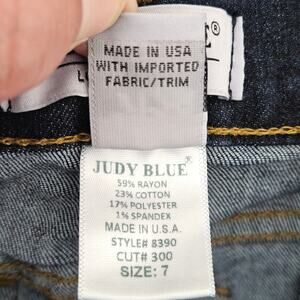 MADE IN USA
WITH IMPORTED
FABRIC/TRIM
JUDY BLUE®
59% RAYON
23% COTTON
17% POLYESTER
1% SPANDEX
MADE IN U.S.A.
STYLE# 8390
CUT# 300
SIZE: 7